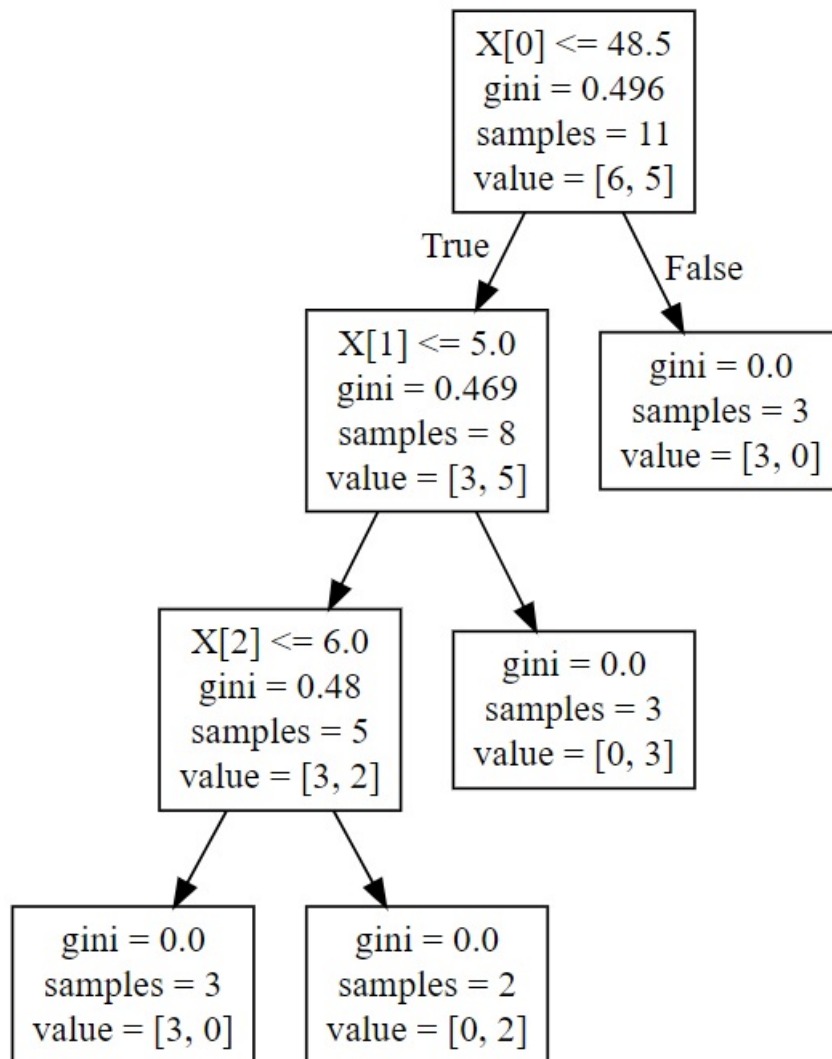 X[0] <= 48.5
gini = 0.496
samples = 11
value = [6, 5]
True
False
X[1] <= 5.0
gini = 0.469
samples = 8
value = [3, 5]
gini = 0.0
samples = 3
value = [3, 0]
X[2] <= 6.0
gini = 0.48
samples = 5
value = [3, 2]
gini = 0.0
samples = 3
value = [0, 3]
gini = 0.0
samples = 3
value = [3, 0]
gini = 0.0
samples = 2
value = [0, 2]